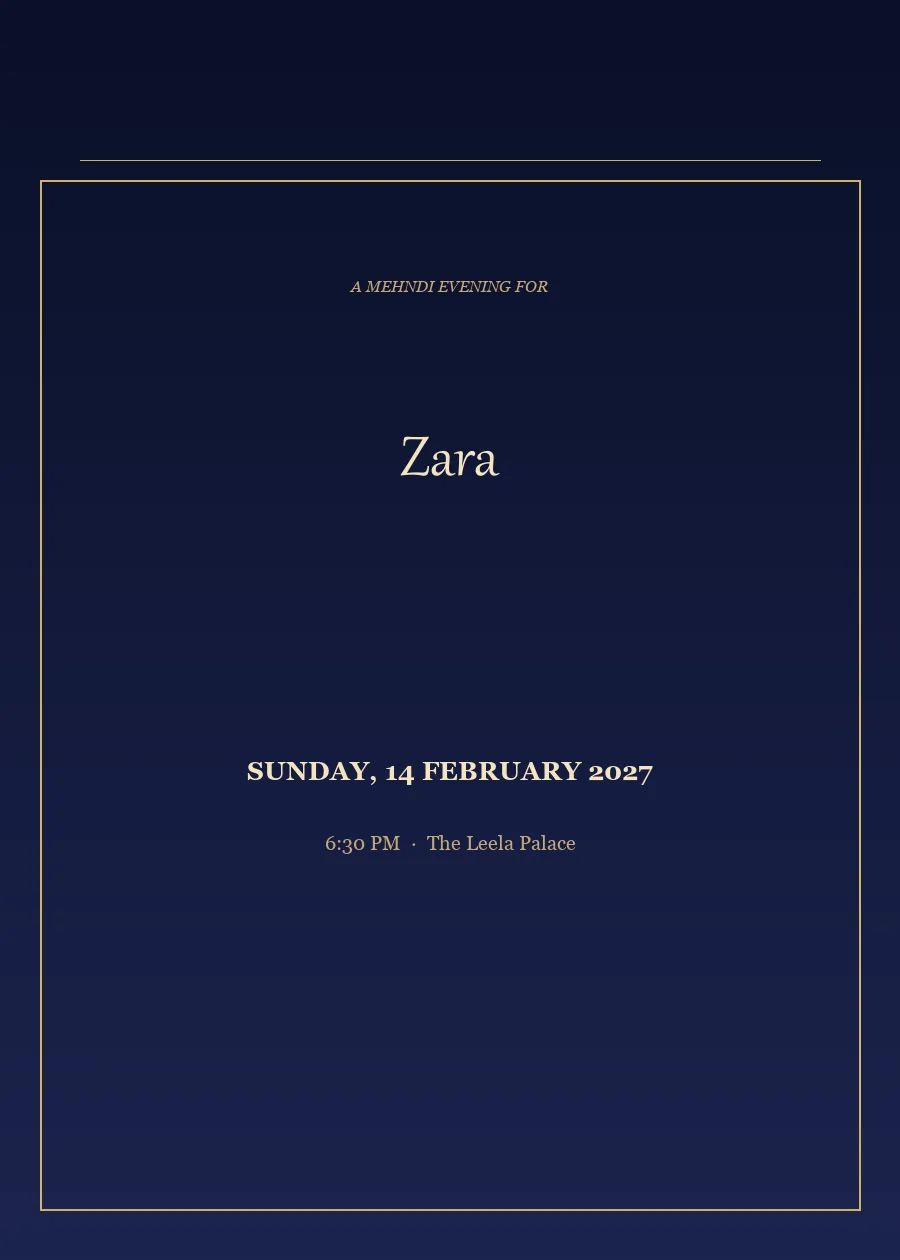 A MEHNDI EVENING FOR
Zara
SUNDAY, 14 FEBRUARY 2027
6:30 PM · The Leela Palace